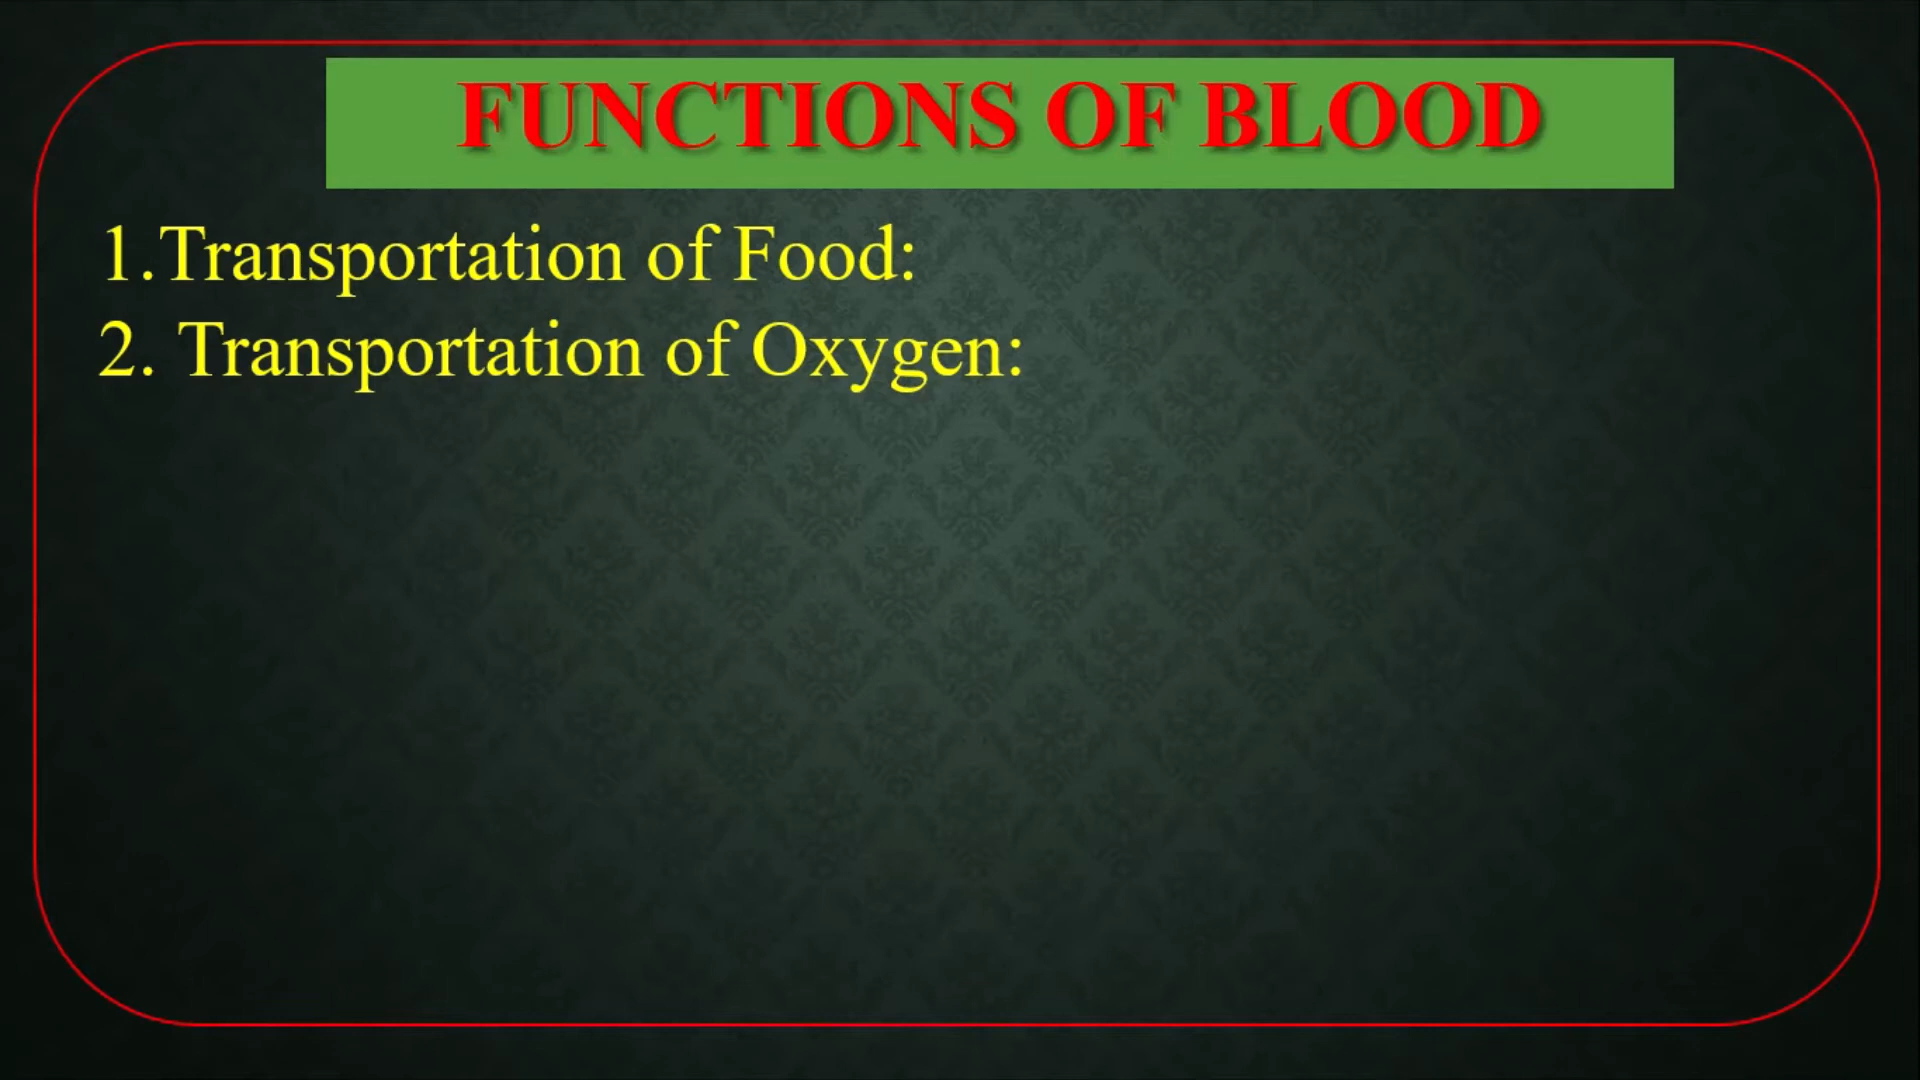 FUNCTIONS OF BLOOD
1.Transportation of Food:
2. Transportation of Oxygen: